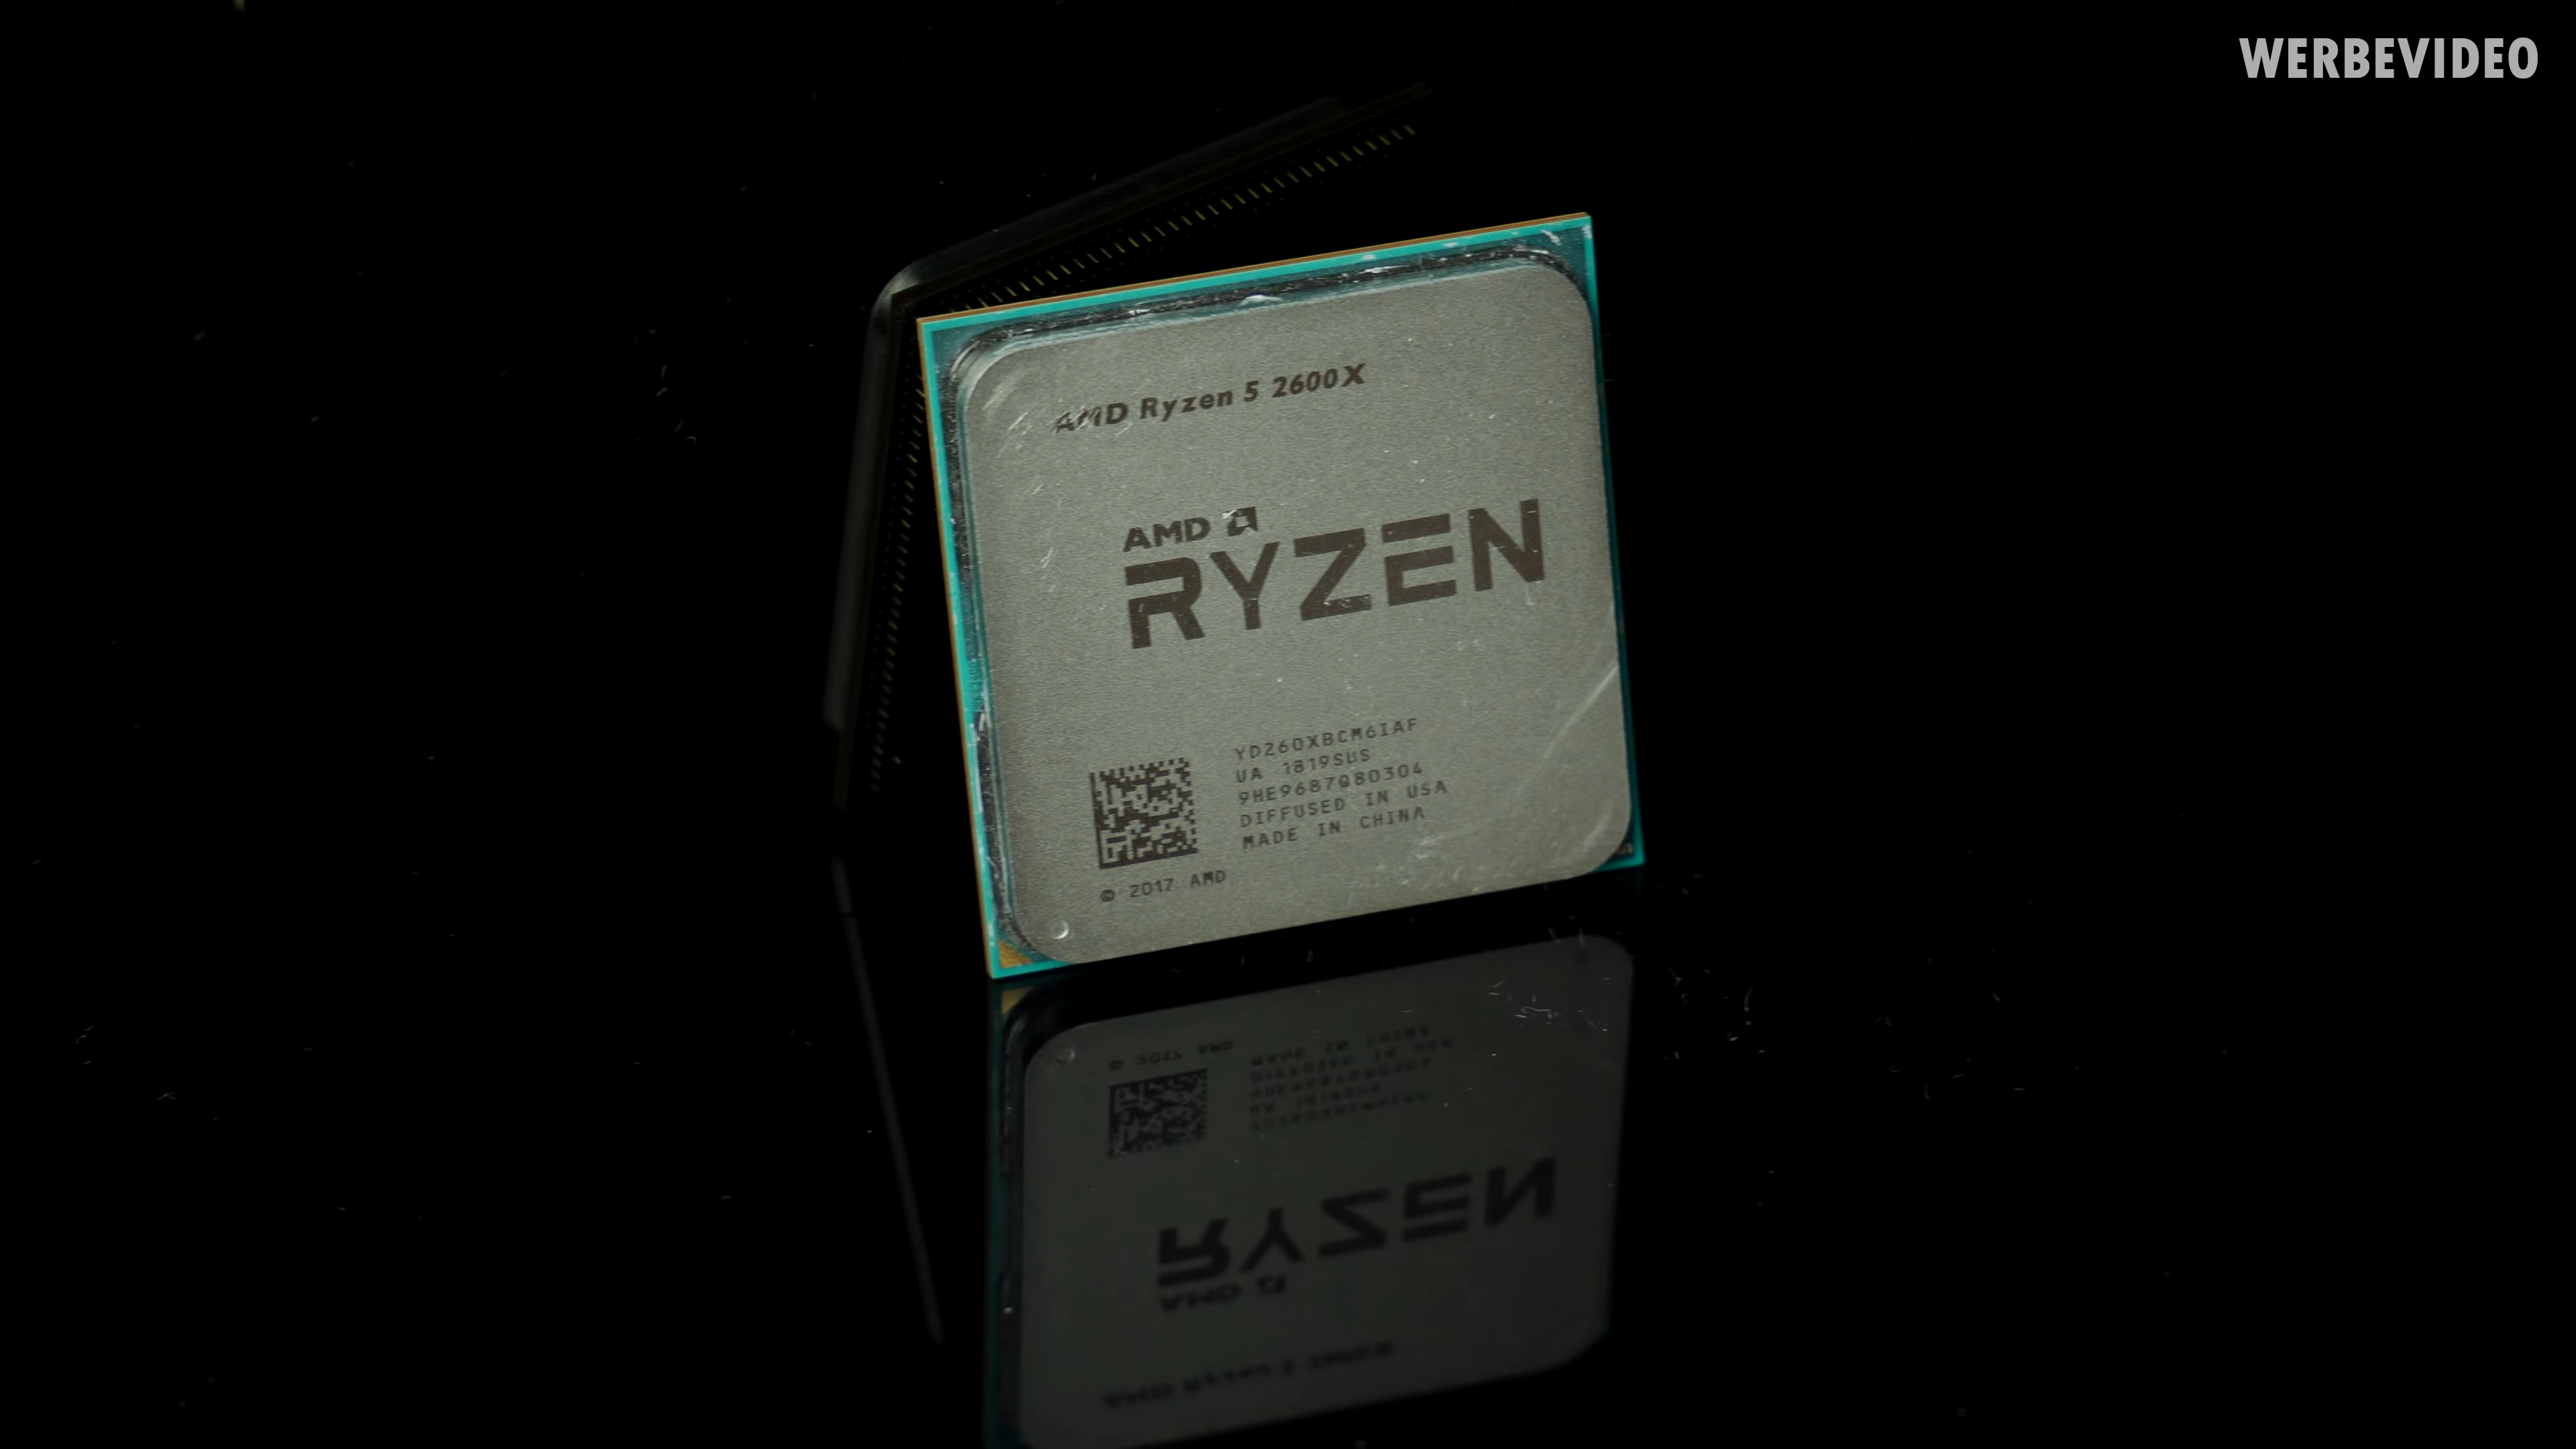 WERBEVIDEO
AMD Ryzen 5 2600X
AMD
RYZEN
YD260XBCM6IAF
UA 1819SUS
9HE9687Q80304
DIFFUSED IN USA
MADE IN CHINA
© 2017 AMD